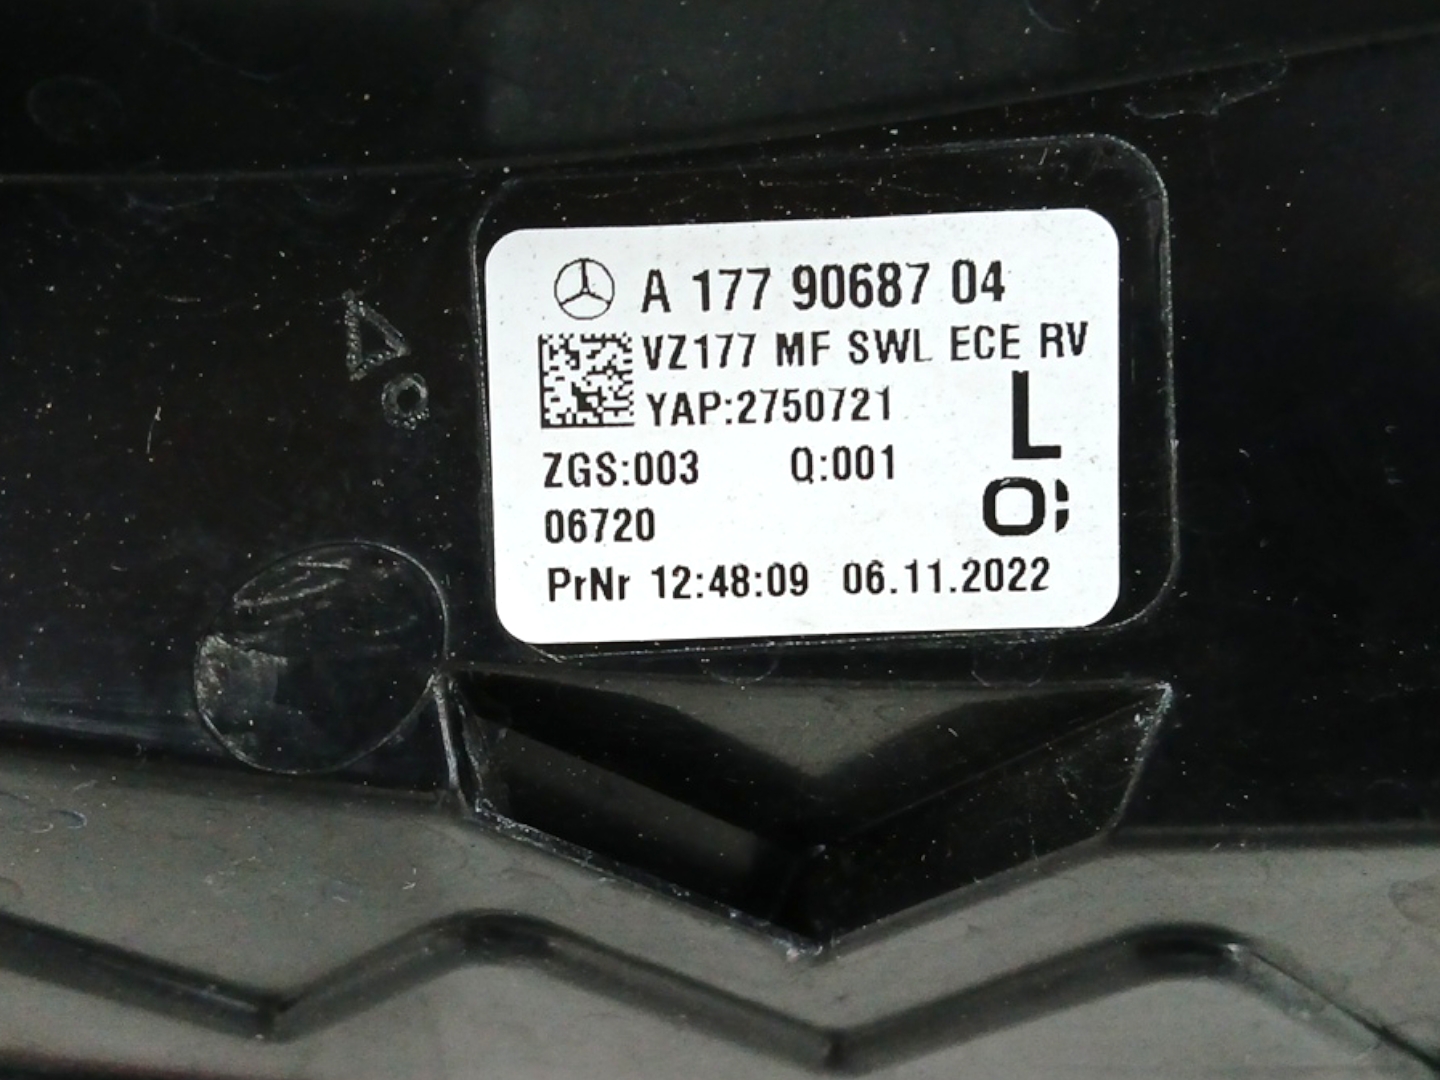 A 177 90687 04
VZ177 MF SWL ECE RV
YAP:2750721
L
ZGS:003 Q:001
06720
PrNr 12:48:09 06.11.2022